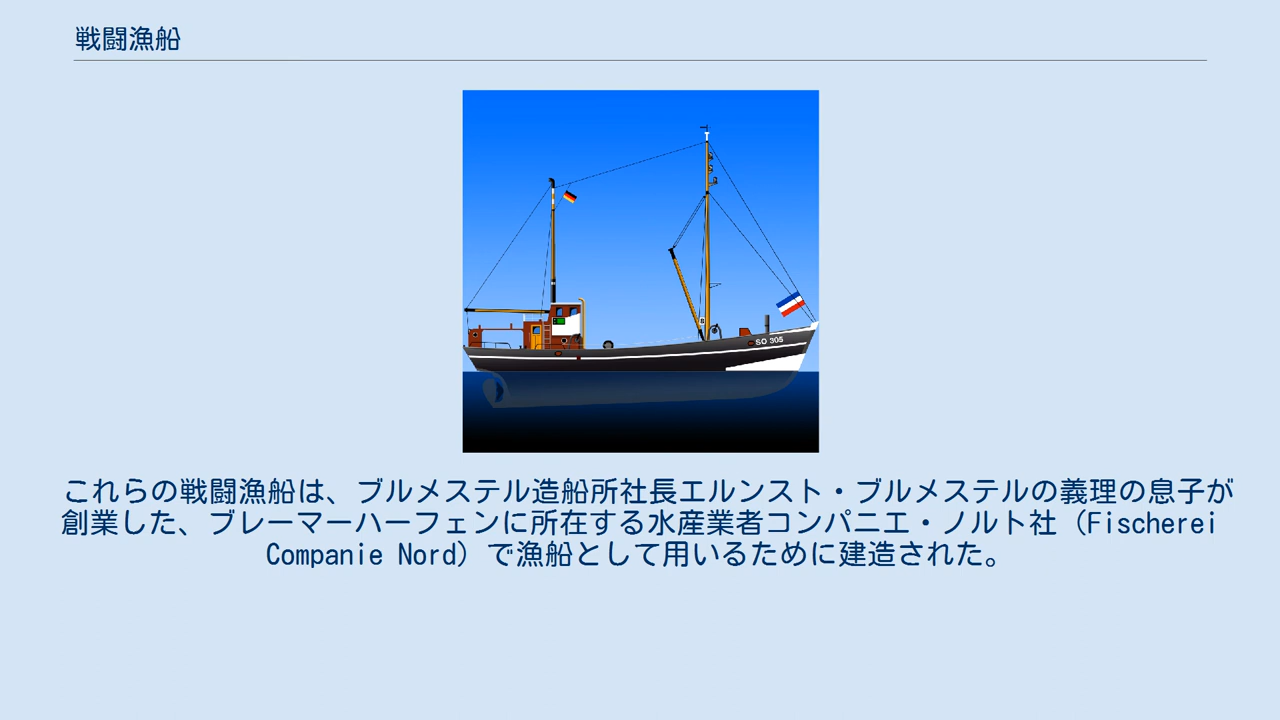 戦闘漁船
SO 305
これらの戦闘漁船は、ブルメステル造船所社長エルンスト・ブルメステルの義理の息子が
創業した、ブレーマーハーフェンに所在する水産業者コンパニエ・ノルト社（Fischerei
Companie Nord）で漁船として用いるために建造された。